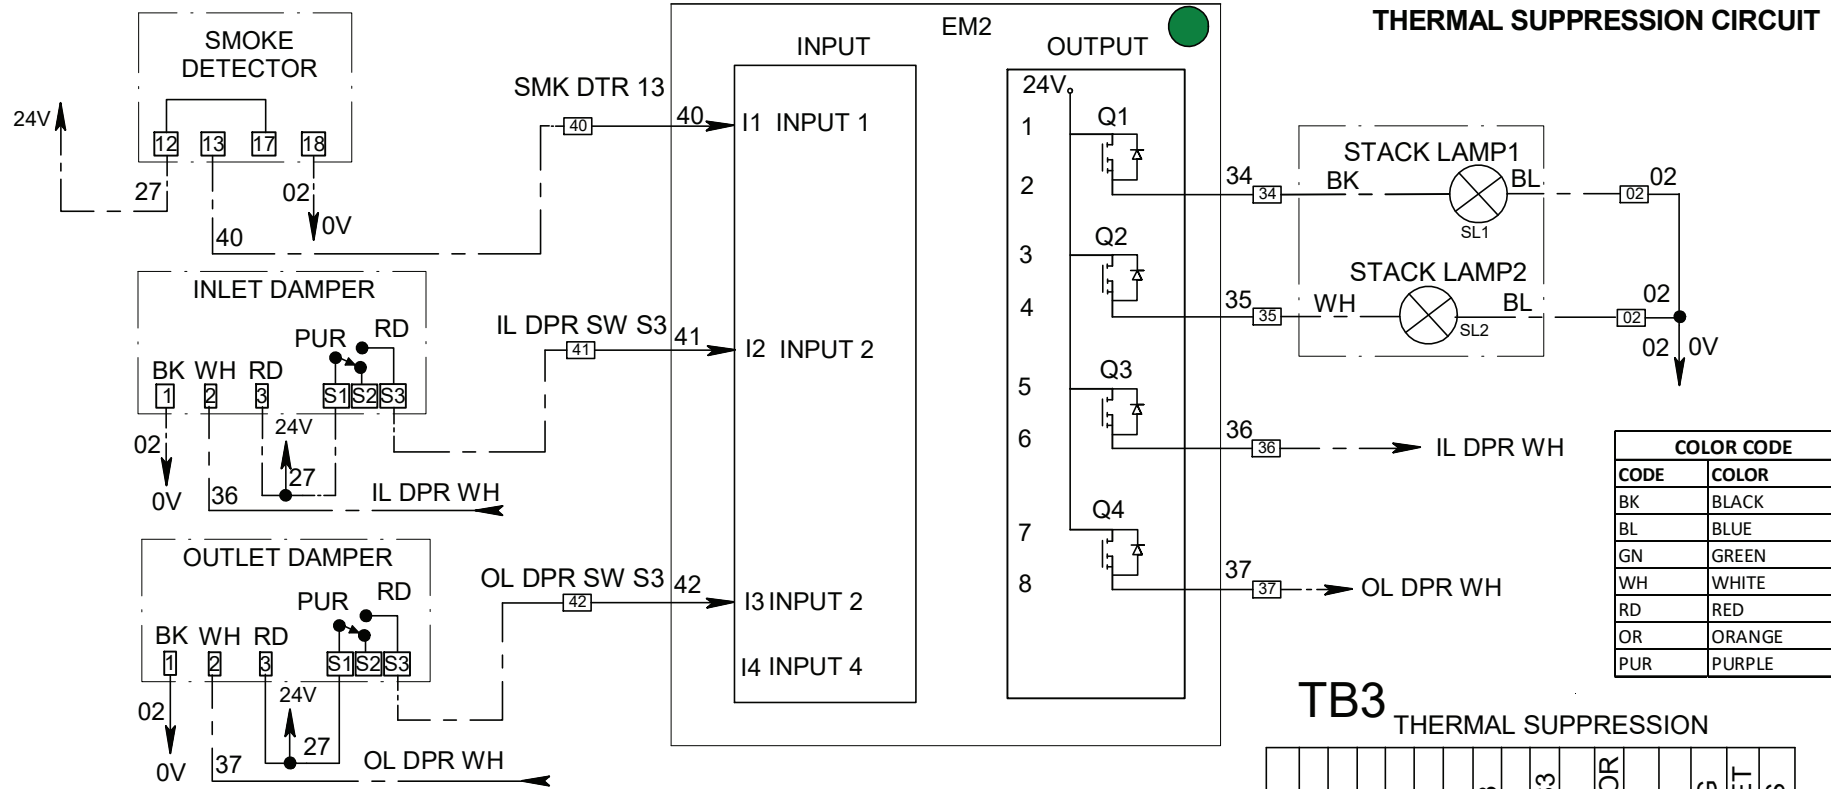 THERMAL SUPPRESSION CIRCUIT
SMOKE
DETECTOR
24V
12 13 17 18
27
02
0V
40
SMK DTR 13
40
40
EM2
INPUT
I1 INPUT 1
I2 INPUT 2
I3 INPUT 2
I4 INPUT 4
OUTPUT
24V
1
2
3
4
5
6
7
8
Q1
Q2
Q3
Q4
INLET DAMPER
PUR RD
BK WH RD
1 2 3 S1 S2 S3
02
0V
24V
27
36
IL DPR WH
IL DPR SW S3
41
41
OUTLET DAMPER
PUR RD
BK WH RD
1 2 3 S1 S2 S3
02
0V
24V
27
37
OL DPR WH
OL DPR SW S3
42
42
34
34
STACK LAMP1
BK
BL
SL1
02
02
35
35
STACK LAMP2
WH
BL
SL2
02
02
02
0V
36
36
IL DPR WH
37
37
OL DPR WH
COLOR CODE
CODE COLOR
BK BLACK
BL BLUE
GN GREEN
WH WHITE
RD RED
OR ORANGE
PUR PURPLE
TB3
THERMAL SUPPRESSION